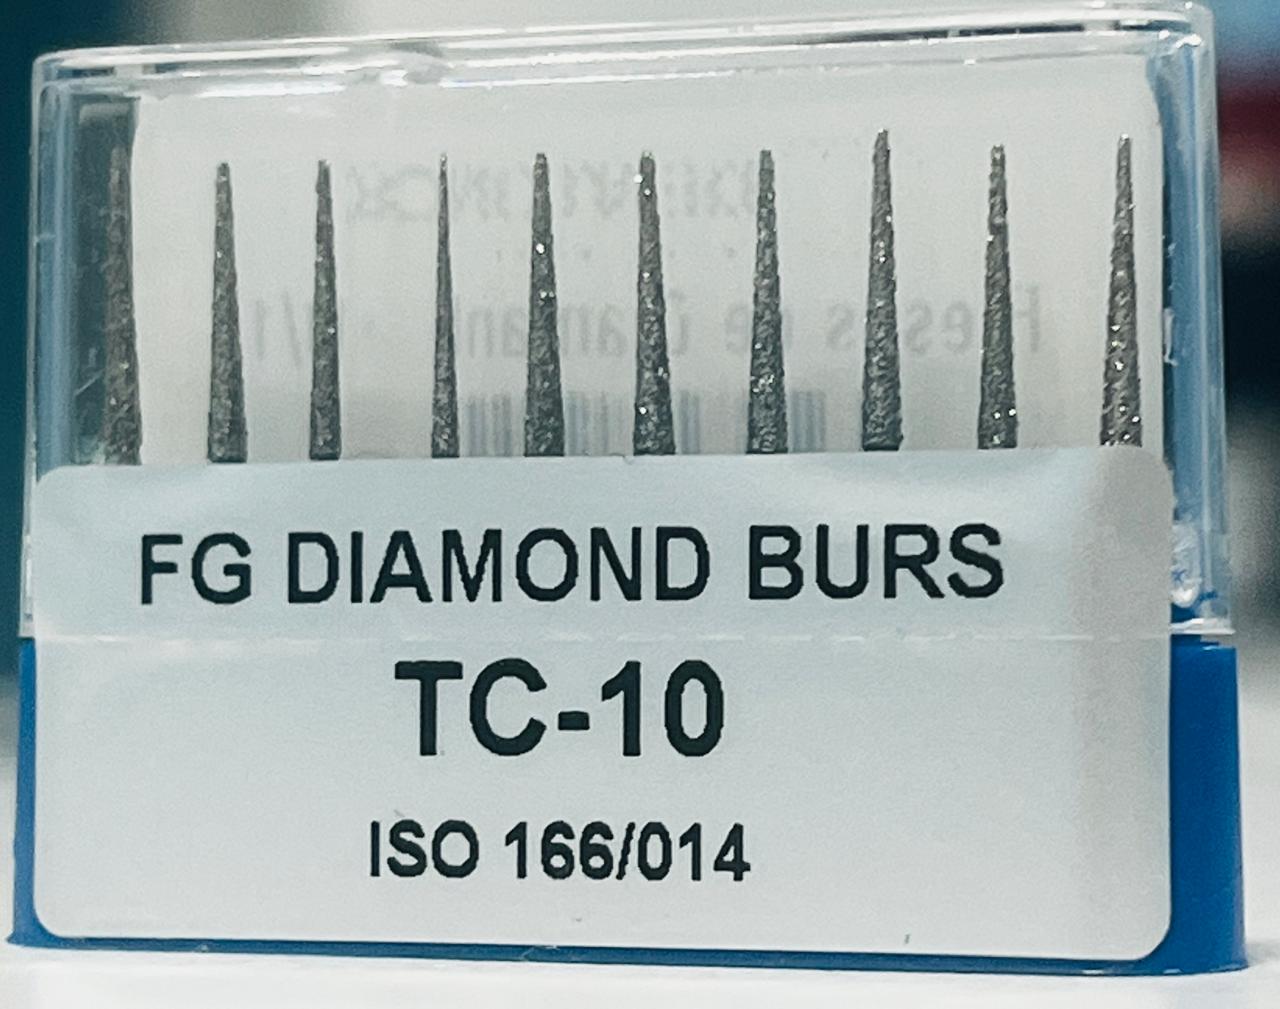 FG DIAMOND BURS
TC-10
ISO 166/014